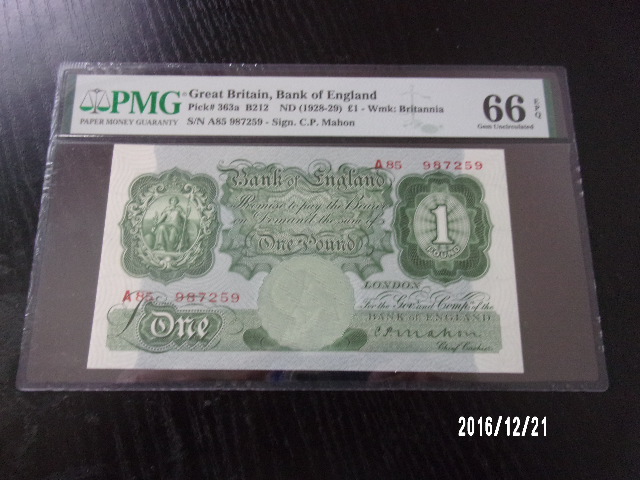 PMG
PAPER MONEY GUARANTY
Great Britain, Bank of England
Pick# 363a B212 ND (1928-29) £1 - Wmk: Britannia
S/N A85 987259 - Sign. C.P. Mahon
66 EPQ
Gem Uncirculated
A85 987259
Bank of England
Promise to pay the Bearer
on Demand the sum of
One Pound
1
POUND
LONDON
A85 987259
For the Govr. and Compa. of the
BANK OF ENGLAND
One
C.P. Mahon
Chief Cashier
2016/12/21